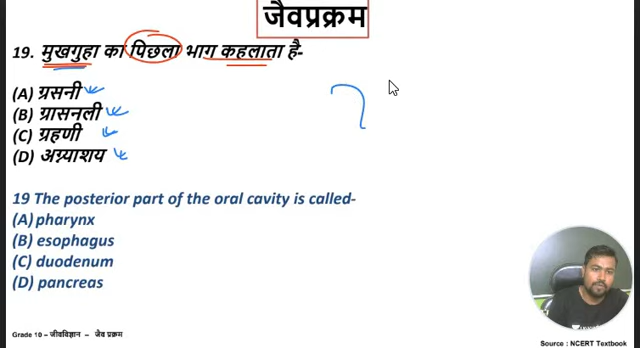 जैवप्रक्रम
19. मुखगुहा का पिछला भाग कहलाता है-
(A) ग्रसनी
(B) ग्रासनली
(C) ग्रहणी
(D) अग्न्याशय
19 The posterior part of the oral cavity is called-
(A) pharynx
(B) esophagus
(C) duodenum
(D) pancreas
Grade 10 – जीवविज्ञान – जैव प्रक्रम
Source : NCERT Textbook